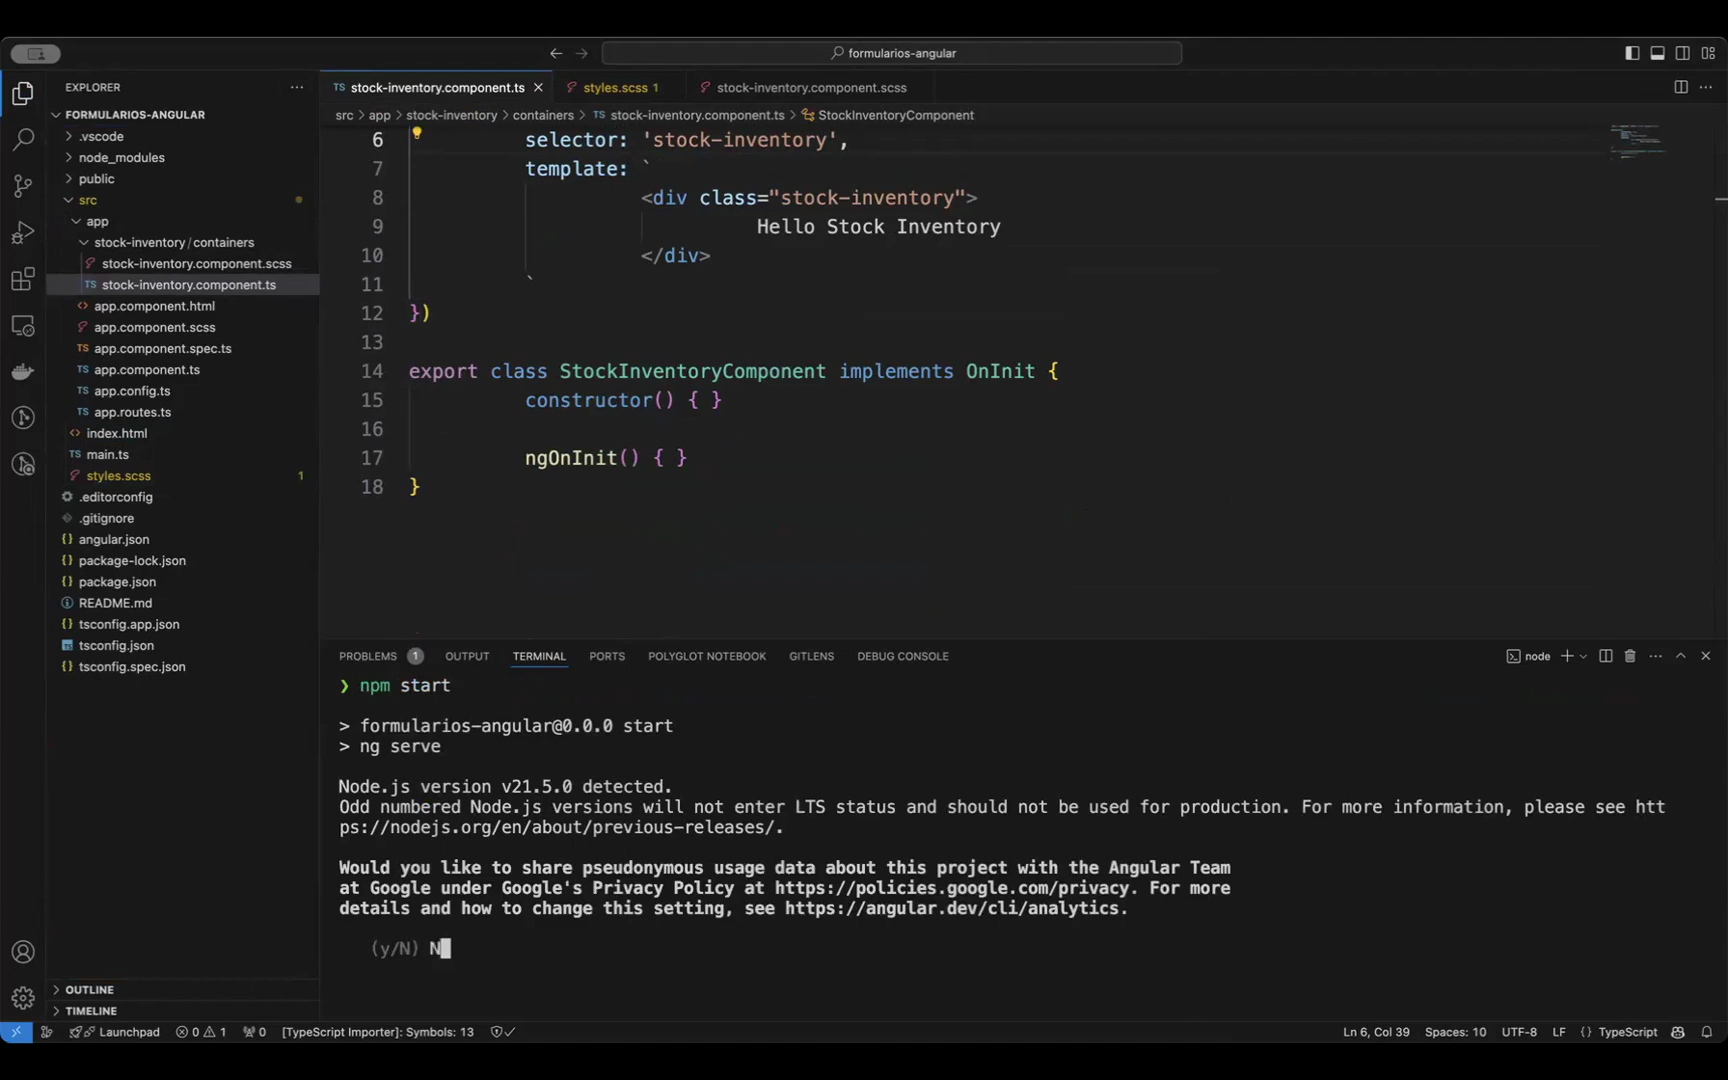 formularios-angular
EXPLORER
FORMULARIOS-ANGULAR
.vscode
node_modules
public
src
app
stock-inventory/containers
stock-inventory.component.scss
stock-inventory.component.ts
app.component.html
app.component.scss
app.component.spec.ts
app.component.ts
app.config.ts
app.routes.ts
index.html
main.ts
styles.scss 1
.editorconfig
.gitignore
angular.json
package-lock.json
package.json
README.md
tsconfig.app.json
tsconfig.json
tsconfig.spec.json
OUTLINE
TIMELINE
stock-inventory.component.ts
styles.scss 1
stock-inventory.component.scss
src > app > stock-inventory > containers > TS stock-inventory.component.ts > StockInventoryComponent
6 selector: 'stock-inventory',
7 template: `
8 <div class="stock-inventory">
9 Hello Stock Inventory
10 </div>
11 `
12 })
13
14 export class StockInventoryComponent implements OnInit {
15 constructor() { }
16
17 ngOnInit() { }
18 }
PROBLEMS 1 OUTPUT TERMINAL PORTS POLYGLOT NOTEBOOK GITLENS DEBUG CONSOLE
node
❯ npm start
> formularios-angular@0.0.0 start
> ng serve
Node.js version v21.5.0 detected.
Odd numbered Node.js versions will not enter LTS status and should not be used for production. For more information, please see htt
ps://nodejs.org/en/about/previous-releases/.
Would you like to share pseudonymous usage data about this project with the Angular Team
at Google under Google's Privacy Policy at https://policies.google.com/privacy. For more
details and how to change this setting, see https://angular.dev/cli/analytics.
(y/N) N
Launchpad 0 1 0 [TypeScript Importer]: Symbols: 13
Ln 6, Col 39 Spaces: 10 UTF-8 LF { } TypeScript